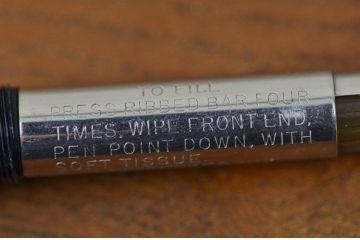 TO FILL
PRESS RIBBED BAR FOUR
TIMES, WIPE FRONT END,
PEN POINT DOWN, WITH
SOFT TISSUE.